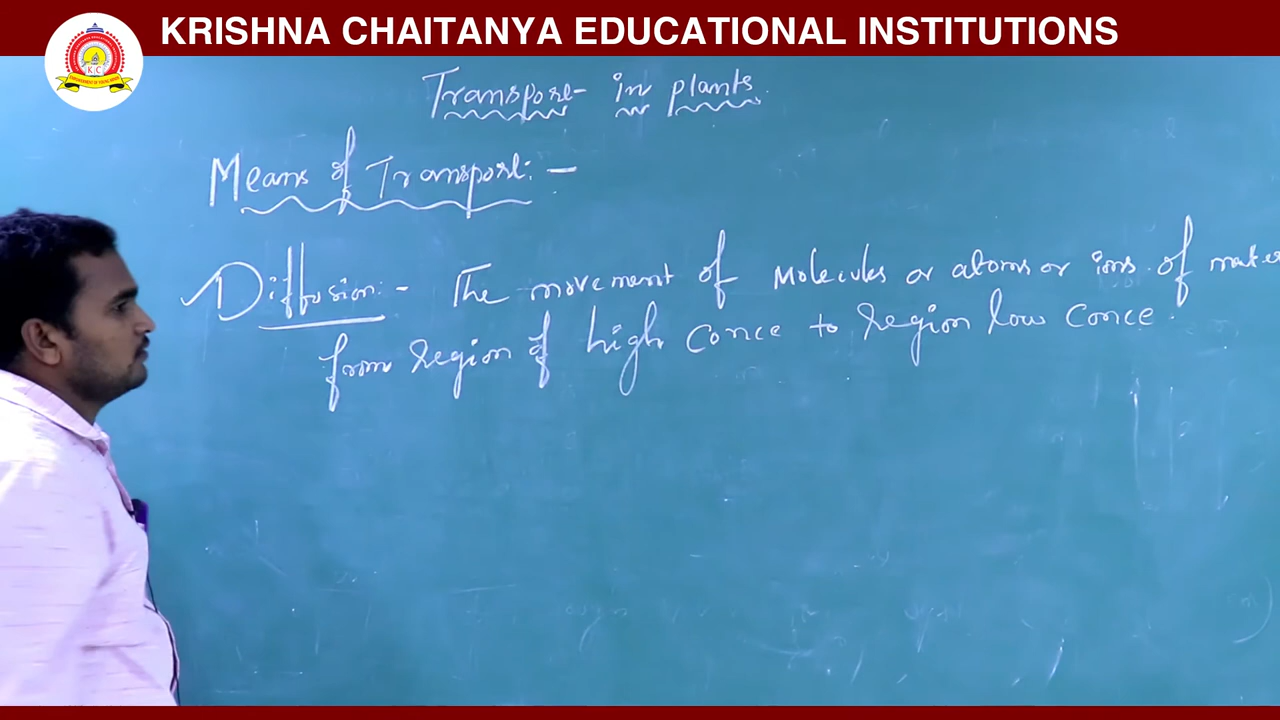 KRISHNA CHAITANYA EDUCATIONAL INSTITUTIONS
K C
Transport in plants
Means of Transport: -
Diffusion: - The movement of Molecules or atoms or ions of
from region of high Conce to region low Conce.